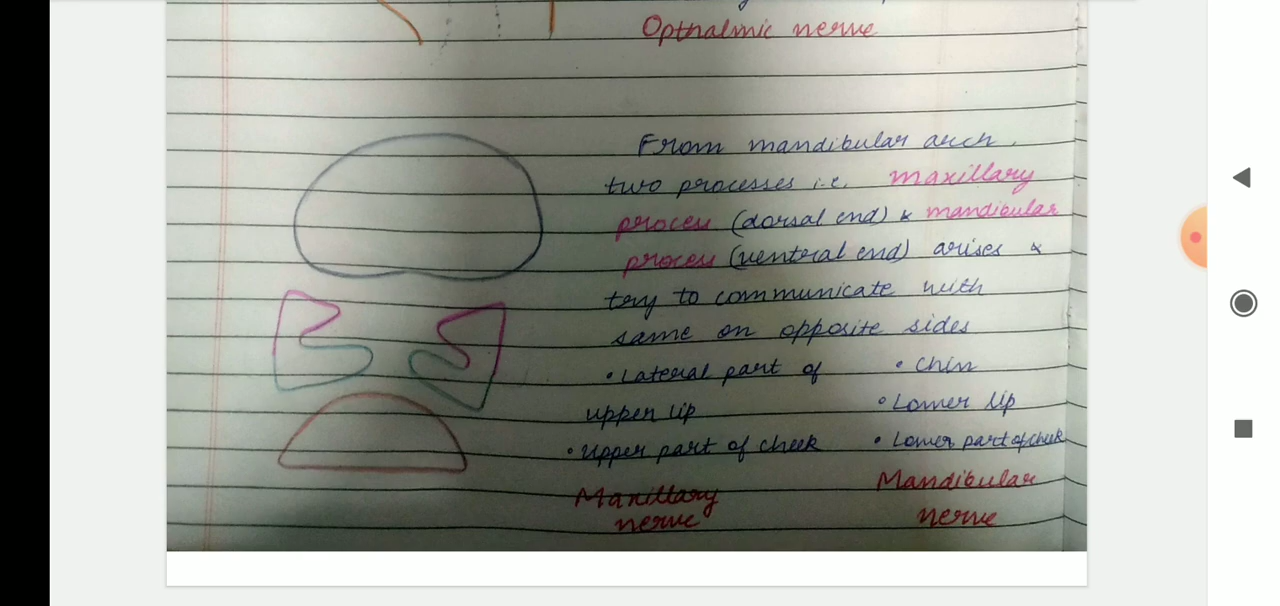 Opthalmic nerve
From mandibular arch
two processes i.e. maxillary
process (dorsal end) & mandibular
process (ventral end) arises &
try to communicate with
same on opposite sides
• Lateral part of
upper lip
• Upper part of cheek
Maxillary
nerve
• Chin
• Lower lip
• Lower part of cheek
Mandibular
nerve